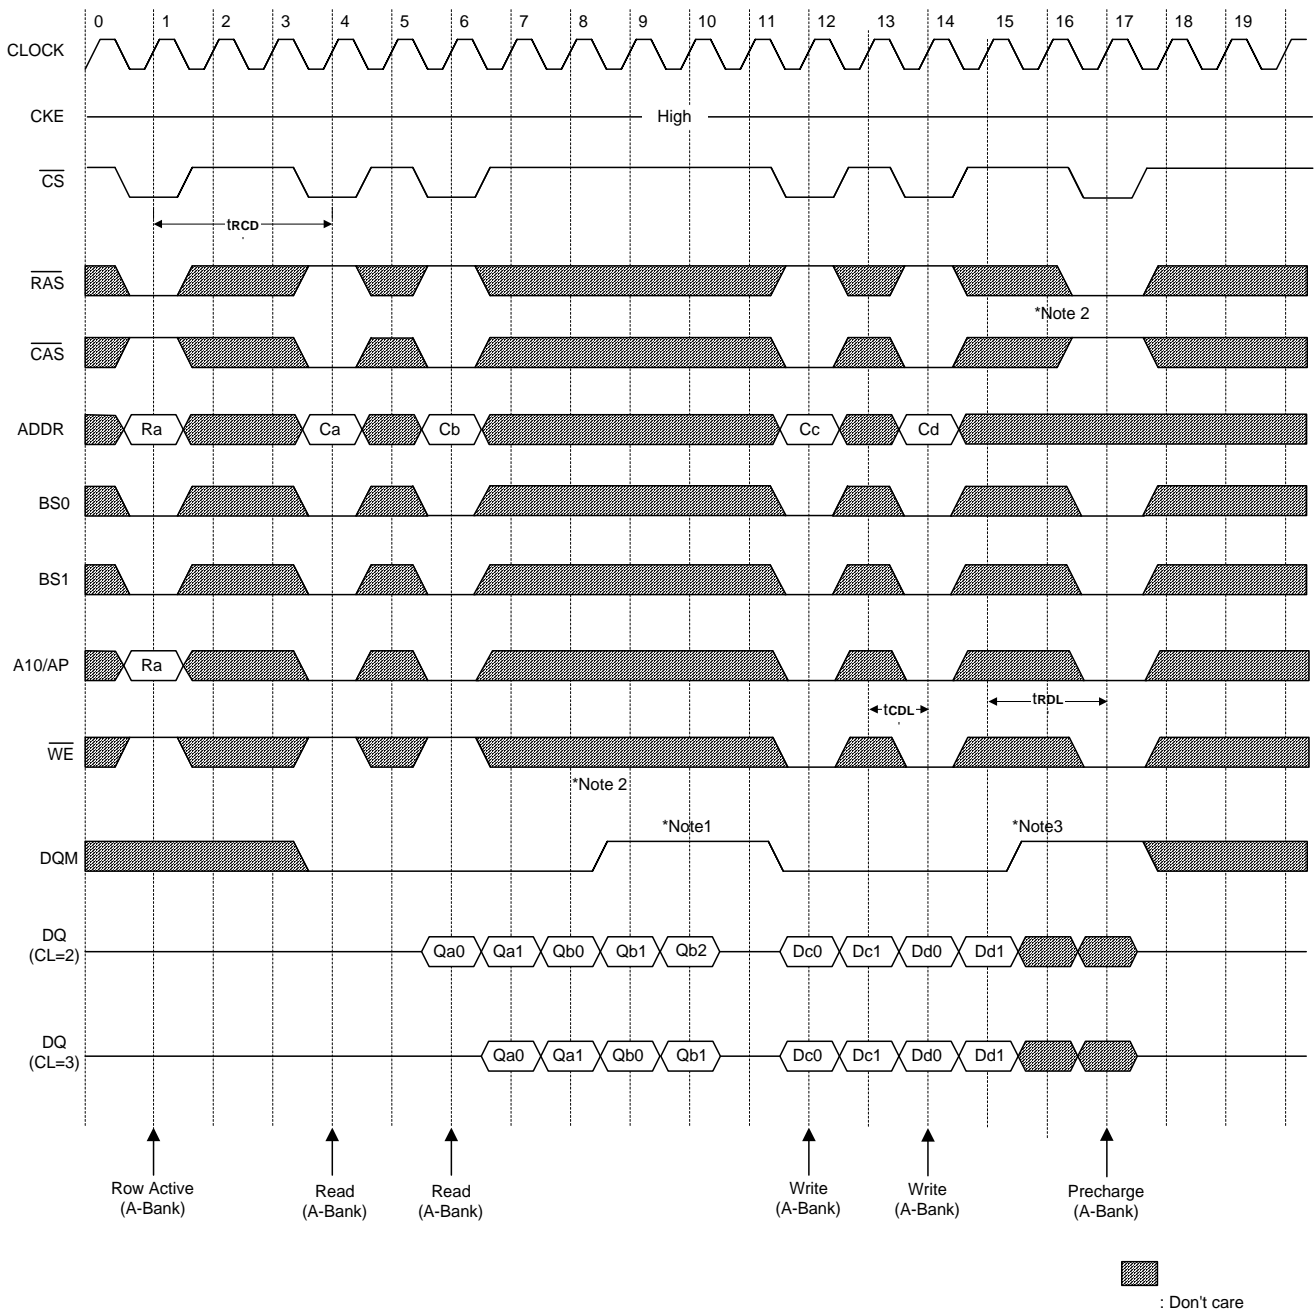 0 1 2 3 4 5 6 7 8 9 10 11 12 13 14 15 16 17 18 19
CLOCK
CKE High
CS
tRCD
RAS
*Note 2
CAS
ADDR Ra Ca Cb Cc Cd
BS0
BS1
A10/AP Ra
tCDL tRDL
WE
*Note 2
*Note1 *Note3
DQM
DQ
(CL=2) Qa0 Qa1 Qb0 Qb1 Qb2 Dc0 Dc1 Dd0 Dd1
DQ
(CL=3) Qa0 Qa1 Qb0 Qb1 Dc0 Dc1 Dd0 Dd1
Row Active Read Read Write Write Precharge
(A-Bank) (A-Bank) (A-Bank) (A-Bank) (A-Bank) (A-Bank)
: Don't care